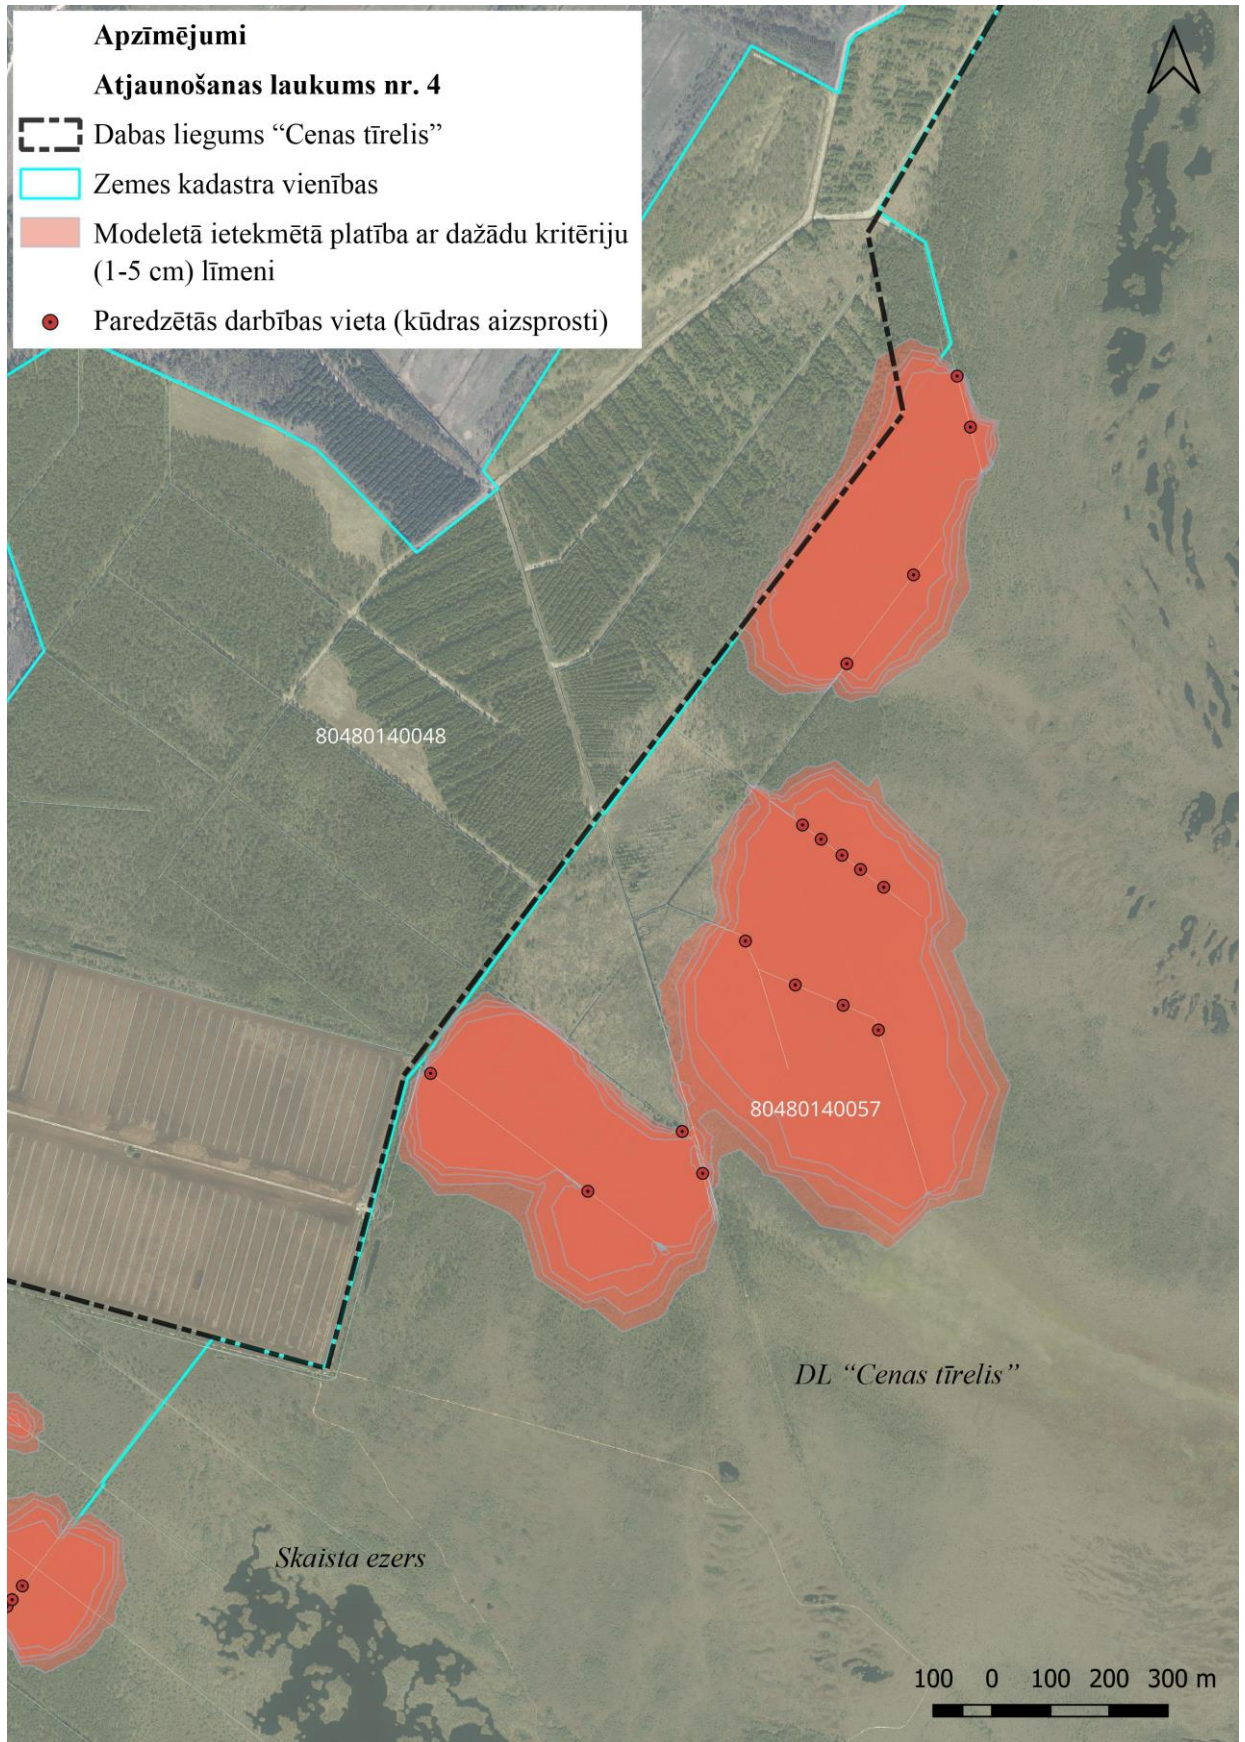 Apzīmējumi
Atjaunošanas laukums nr. 4
Dabas liegums “Cenas tīrelis”
Zemes kadastra vienības
Modeletā ietekmētā platība ar dažādu kritēriju
(1-5 cm) līmeni
Paredzētās darbības vieta (kūdras aizsprosti)
80480140048
80480140057
DL “Cenas tīrelis”
Skaista ezers
100 0 100 200 300 m